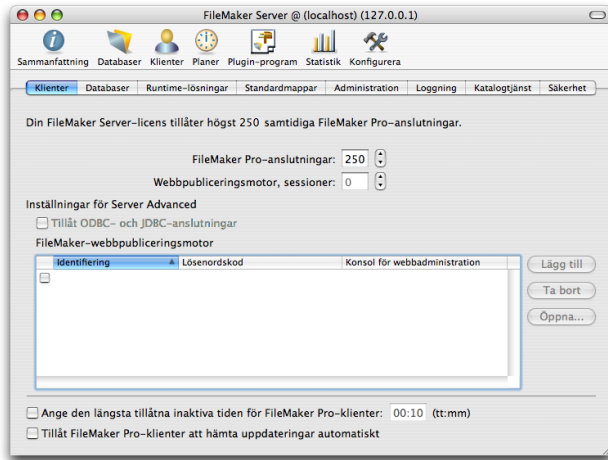 FileMaker Server @ (localhost) (127.0.0.1)
Sammanfattning Databaser Klienter Planer Plugin-program Statistik Konfigurera
Klienter Databaser Runtime-lösningar Standardmappar Administration Loggning Katalogtjänst Säkerhet
Din FileMaker Server-licens tillåter högst 250 samtidiga FileMaker Pro-anslutningar.
FileMaker Pro-anslutningar: 250
Webbpubliceringsmotor, sessioner: 0
Inställningar för Server Advanced
Tillåt ODBC- och JDBC-anslutningar
FileMaker-webbpubliceringsmotor
Identifiering Lösenordskod Konsol för webbadministration
Lägg till
Ta bort
Öppna...
Ange den längsta tillåtna inaktiva tiden för FileMaker Pro-klienter: 00:10 (tt:mm)
Tillåt FileMaker Pro-klienter att hämta uppdateringar automatiskt